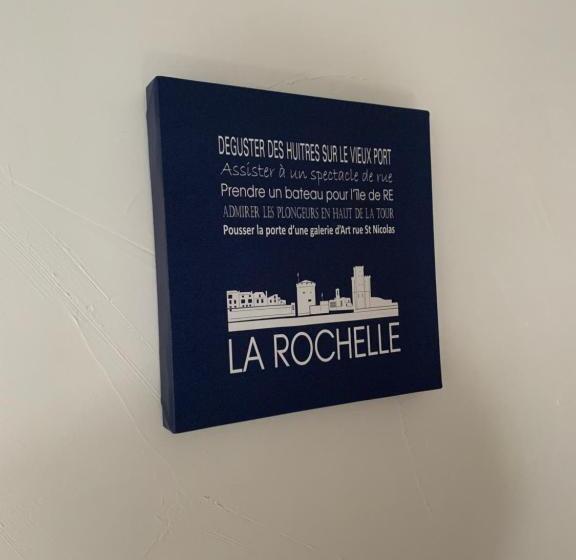 DEGUSTER DES HUITRES SUR LE VIEUX PORT
Assister à un spectacle de rue
Prendre un bateau pour l'île de RE
ADMIRER LES PLONGEURS EN HAUT DE LA TOUR
Pousser la porte d'une galerie d'Art rue St Nicolas
LA ROCHELLE